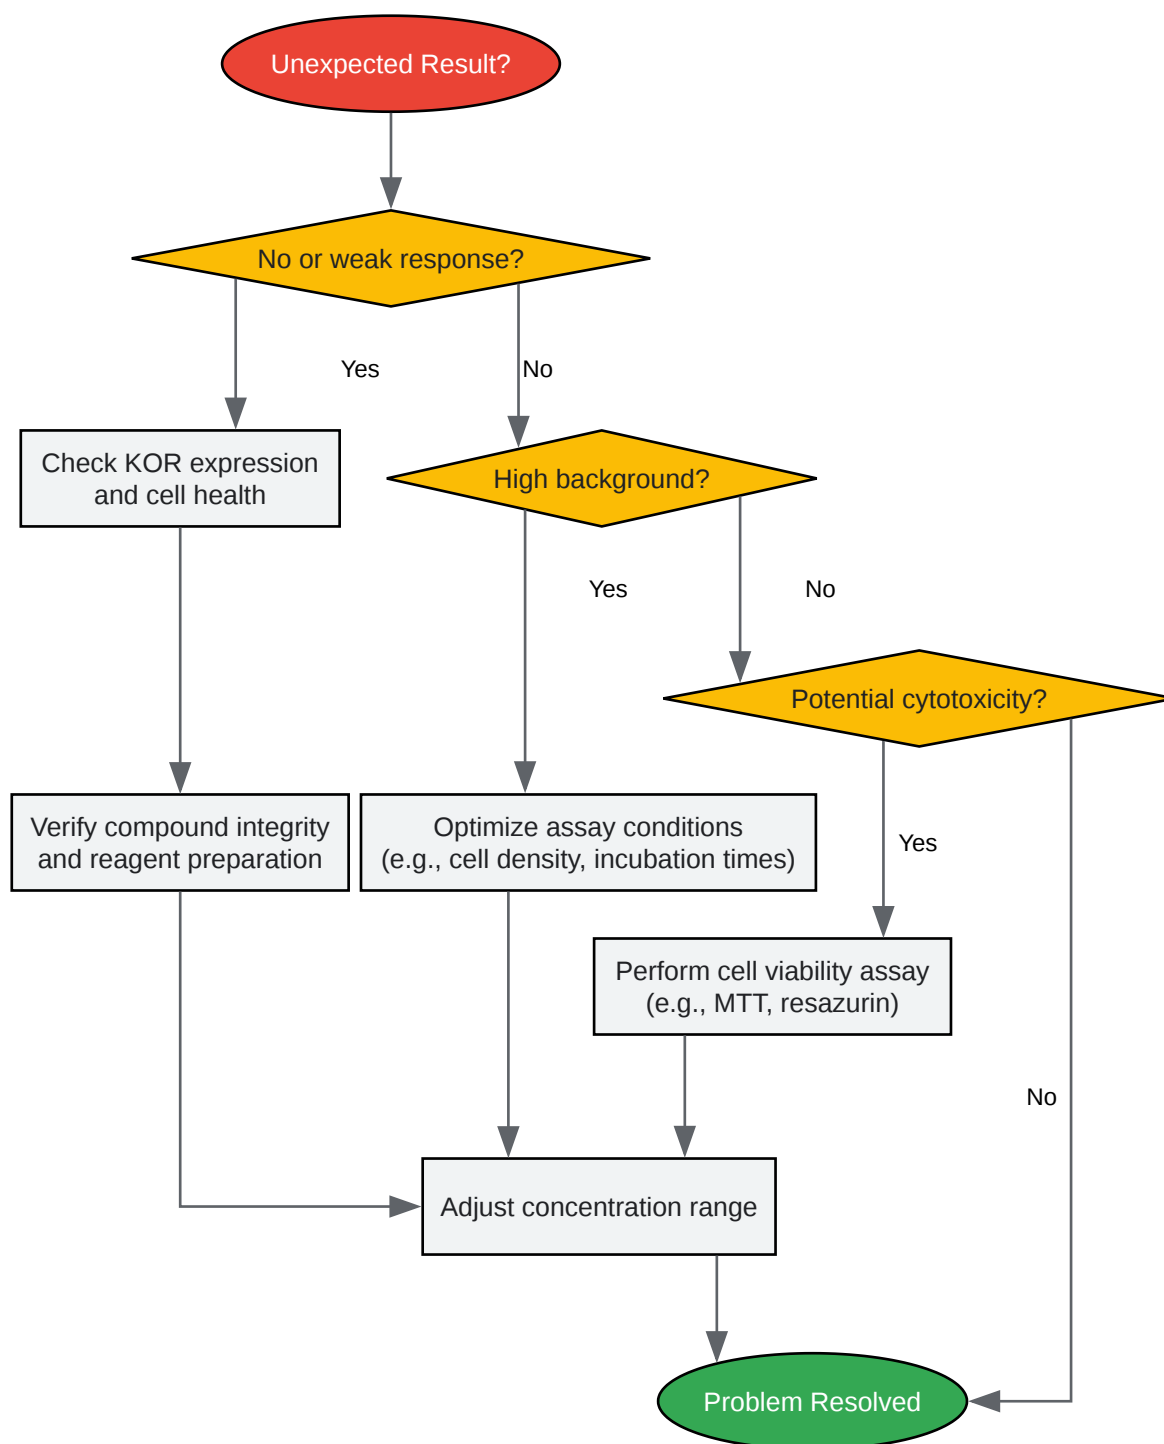 Unexpected Result?
No or weak response?
Yes
No
Check KOR expression
and cell health
High background?
Yes
No
Potential cytotoxicity?
Verify compound integrity
and reagent preparation
Optimize assay conditions
(e.g., cell density, incubation times)
Yes
Perform cell viability assay
(e.g., MTT, resazurin)
No
Adjust concentration range
Problem Resolved